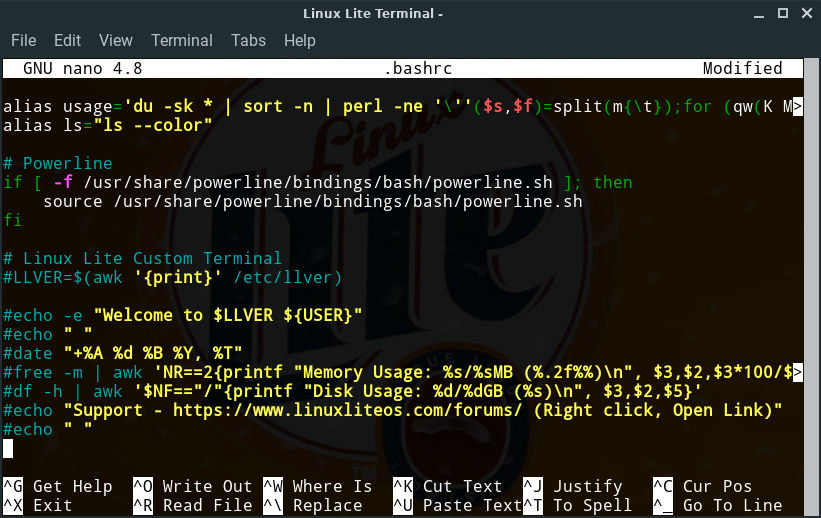 Linux Lite Terminal -
File Edit View Terminal Tabs Help
GNU nano 4.8 .bashrc Modified
alias usage='du -sk * | sort -n | perl -ne '\''($s,$f)=split(m{\t});for (qw(K M>
alias ls="ls --color"
# Powerline
if [ -f /usr/share/powerline/bindings/bash/powerline.sh ]; then
    source /usr/share/powerline/bindings/bash/powerline.sh
fi
# Linux Lite Custom Terminal
#LLVER=$(awk '{print}' /etc/llver)
#echo -e "Welcome to $LLVER ${USER}"
#echo " "
#date "+%A %d %B %Y, %T"
#free -m | awk 'NR==2{printf "Memory Usage: %s/%sMB (%.2f%%)\n", $3,$2,$3*100/$>
#df -h | awk '$NF=="/"{printf "Disk Usage: %d/%dGB (%s)\n", $3,$2,$5}'
#echo "Support - https://www.linuxliteos.com/forums/ (Right click, Open Link)"
#echo " "
^G Get Help ^O Write Out ^W Where Is ^K Cut Text ^J Justify ^C Cur Pos
^X Exit ^R Read File ^\ Replace ^U Paste Text ^T To Spell ^_ Go To Line
Linux
lite
TM